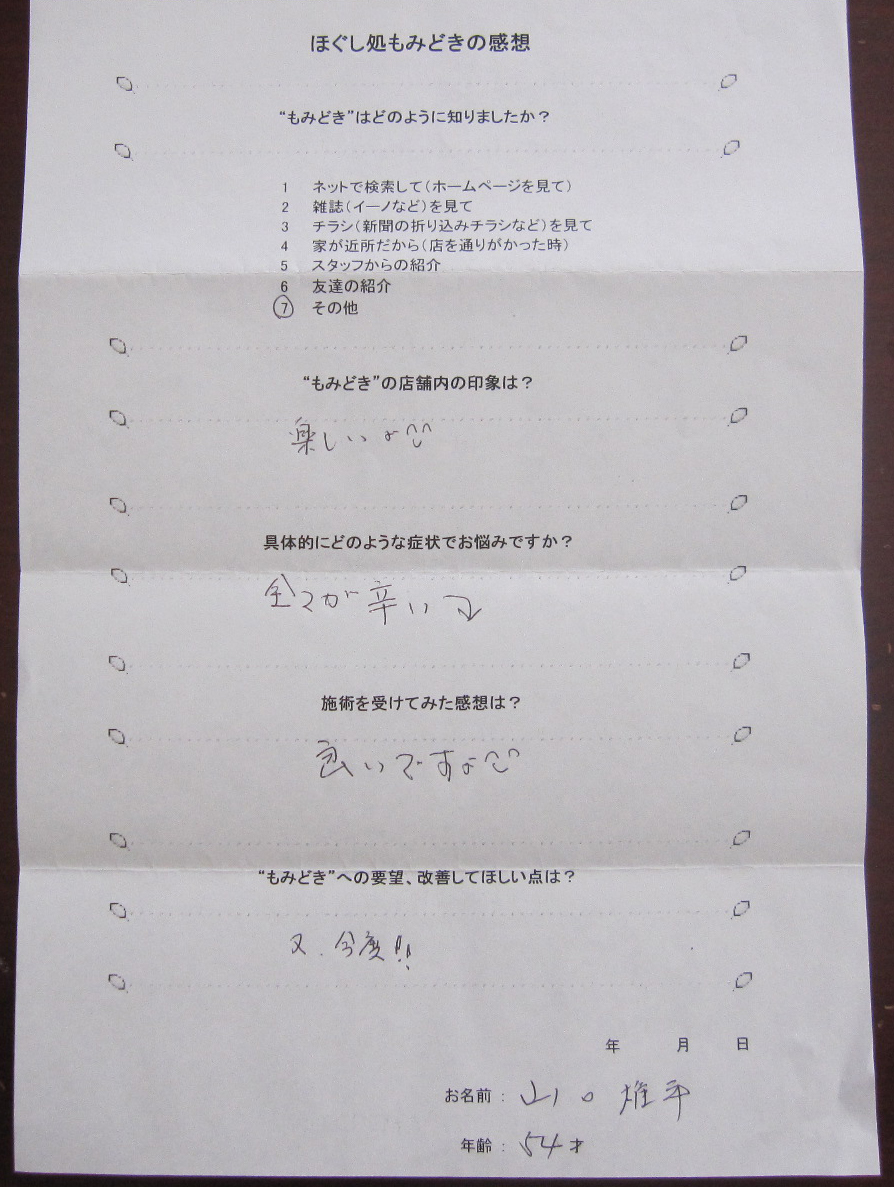 ほぐし処もみどきの感想
“もみどき”はどのように知りましたか？
1 ネットで検索して（ホームページを見て）
2 雑誌（イーノなど）を見て
3 チラシ（新聞の折り込みチラシなど）を見て
4 家が近所だから（店を通りがかった時）
5 スタッフからの紹介
6 友達の紹介
7 その他
“もみどき”の店舗内の印象は？
楽しいよ
具体的にどのような症状でお悩みですか？
全てが辛い
施術を受けてみた感想は？
良いですよ
“もみどき”への要望、改善してほしい点は？
又、今度!!
年 月 日
お名前： 山口 雄平
年齢： 54才